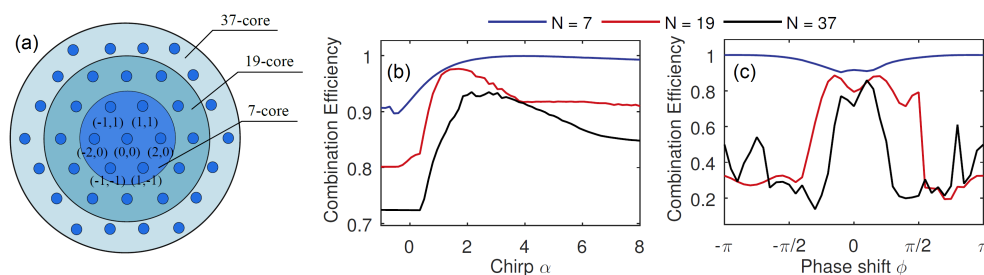 (a)
37-core
19-core
7-core
(-1,1) (1,1)
(-2,0) (0,0) (2,0)
(-1,-1) (1,-1)
N = 7
N = 19
N = 37
(b)
Combination Efficiency
1
0.9
0.8
0.7
0 2 4 6 8
Chirp α
(c)
Combination Efficiency
1
0.8
0.6
0.4
0.2
-π -π/2 0 π/2 π
Phase shift ϕ